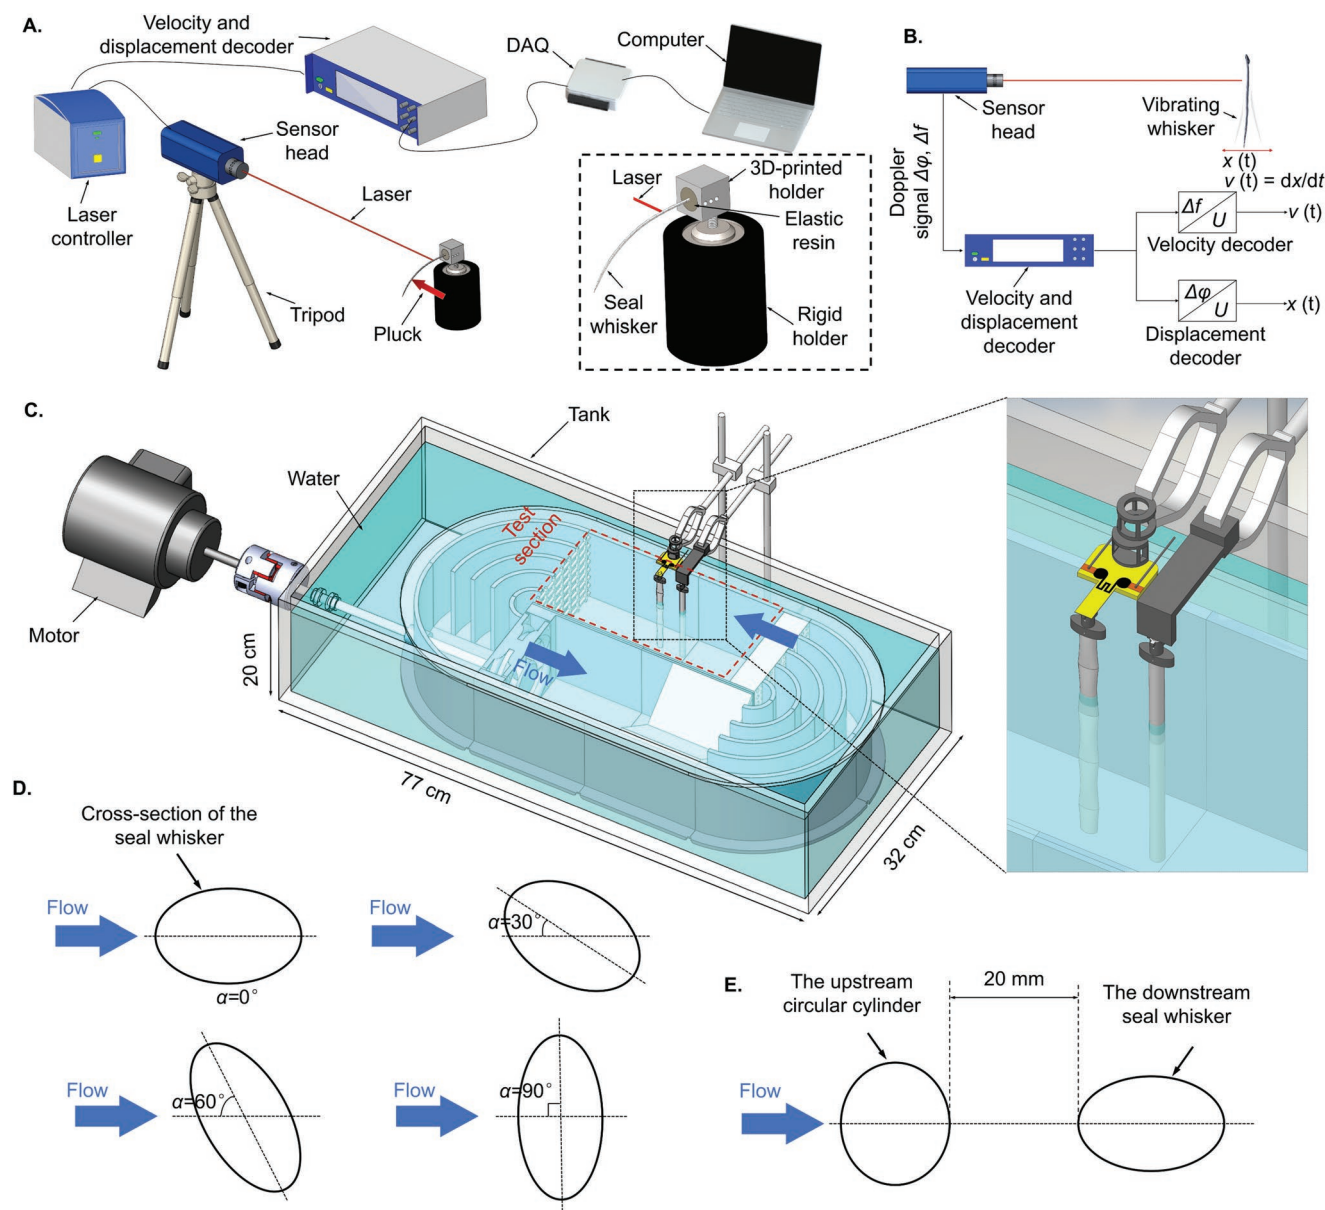 A.
Velocity and
displacement decoder
DAQ
Computer
Sensor
head
Laser
controller
Laser
Tripod
Pluck
Laser
3D-printed
holder
Elastic
resin
Seal
whisker
Rigid
holder
B.
Sensor
head
Vibrating
whisker
x (t)
v (t) = dx/dt
Doppler
signal Δφ, Δf
Δf
U
v (t)
Velocity decoder
Velocity and
displacement
decoder
Δφ
U
x (t)
Displacement
decoder
C.
Tank
Water
Test
section
Motor
Flow
20 cm
77 cm
32 cm
D.
Cross-section of the
seal whisker
Flow
α=0°
Flow
α=30°
Flow
α=60°
Flow
α=90°
E.
The upstream
circular cylinder
20 mm
The downstream
seal whisker
Flow